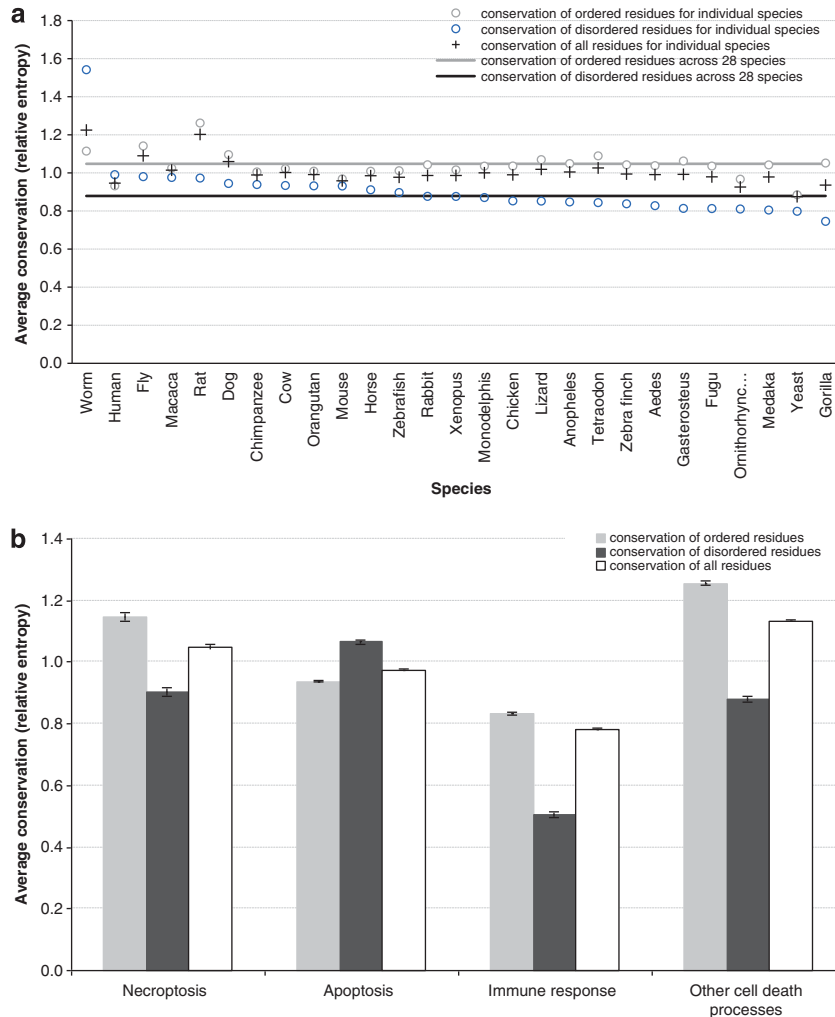 a
conservation of ordered residues for individual species
conservation of disordered residues for individual species
conservation of all residues for individual species
conservation of ordered residues across 28 species
conservation of disordered residues across 28 species
Average conservation (relative entropy)
1.8
1.6
1.4
1.2
1.0
0.8
0.6
0.4
0.2
0.0
Worm
Human
Fly
Macaca
Rat
Dog
Chimpanzee
Cow
Orangutan
Mouse
Horse
Zebrafish
Rabbit
Xenopus
Monodelphis
Chicken
Lizard
Anopheles
Tetraodon
Zebra finch
Aedes
Gasterosteus
Fugu
Ornithorhync...
Medaka
Yeast
Gorilla
Species
b
conservation of ordered residues
conservation of disordered residues
conservation of all residues
Average conservation (relative entropy)
1.4
1.2
1.0
0.8
0.6
0.4
0.2
0.0
Necroptosis
Apoptosis
Immune response
Other cell death
processes